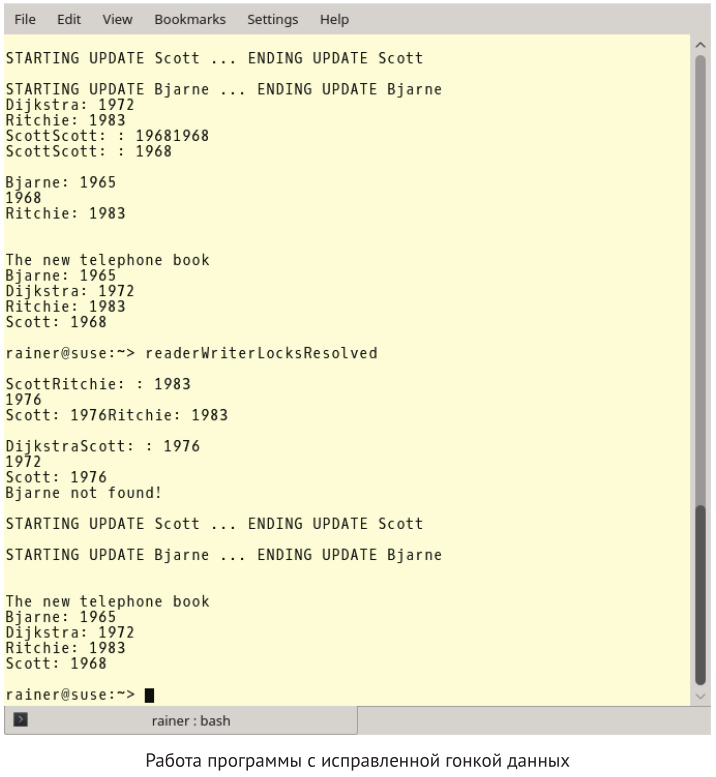 File Edit View Bookmarks Settings Help
STARTING UPDATE Scott ... ENDING UPDATE Scott
STARTING UPDATE Bjarne ... ENDING UPDATE Bjarne
Dijkstra: 1972
Ritchie: 1983
ScottScott: : 19681968
ScottScott: : 1968
Bjarne: 1965
1968
Ritchie: 1983
The new telephone book
Bjarne: 1965
Dijkstra: 1972
Ritchie: 1983
Scott: 1968
rainer@suse:~> readerWriterLocksResolved
ScottRitchie: : 1983
1976
Scott: 1976Ritchie: 1983
DijkstraScott: : 1976
1972
Scott: 1976
Bjarne not found!
STARTING UPDATE Scott ... ENDING UPDATE Scott
STARTING UPDATE Bjarne ... ENDING UPDATE Bjarne
The new telephone book
Bjarne: 1965
Dijkstra: 1972
Ritchie: 1983
Scott: 1968
rainer@suse:~>
rainer : bash
Работа программы с исправленной гонкой данных